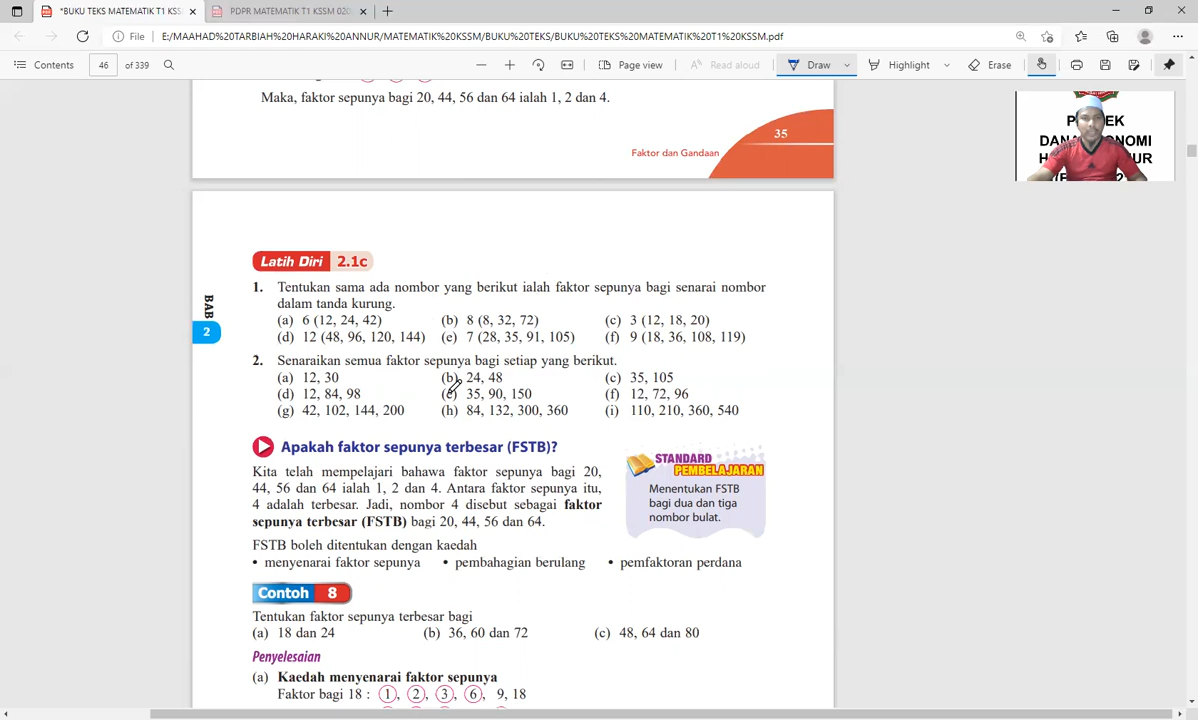 *BUKU TEKS MATEMATIK T1 KSS
PDPR MATEMATIK T1 KSSM 020
File
E:/MAAHAD%20TARBIAH%20HARAKI%20ANNUR/MATEMATIK%20KSSM/BUKU%20TEKS/BUKU%20TEKS%20MATEMATIK%20T1%20KSSM.pdf
Contents 46 of 339 Page view Read aloud Draw Highlight Erase
Maka, faktor sepunya bagi 20, 44, 56 dan 64 ialah 1, 2 dan 4.
35
Faktor dan Gandaan
BAB
2
Latih Diri 2.1c
1. Tentukan sama ada nombor yang berikut ialah faktor sepunya bagi senarai nombor
dalam tanda kurung.
(a) 6 (12, 24, 42) (b) 8 (8, 32, 72) (c) 3 (12, 18, 20)
(d) 12 (48, 96, 120, 144) (e) 7 (28, 35, 91, 105) (f) 9 (18, 36, 108, 119)
2. Senaraikan semua faktor sepunya bagi setiap yang berikut.
(a) 12, 30 (b) 24, 48 (c) 35, 105
(d) 12, 84, 98 (e) 35, 90, 150 (f) 12, 72, 96
(g) 42, 102, 144, 200 (h) 84, 132, 300, 360 (i) 110, 210, 360, 540
Apakah faktor sepunya terbesar (FSTB)?
Kita telah mempelajari bahawa faktor sepunya bagi 20,
44, 56 dan 64 ialah 1, 2 dan 4. Antara faktor sepunya itu,
4 adalah terbesar. Jadi, nombor 4 disebut sebagai faktor
sepunya terbesar (FSTB) bagi 20, 44, 56 dan 64.
STANDARD
PEMBELAJARAN
Menentukan FSTB
bagi dua dan tiga
nombor bulat.
FSTB boleh ditentukan dengan kaedah
• menyenarai faktor sepunya • pembahagian berulang • pemfaktoran perdana
Contoh 8
Tentukan faktor sepunya terbesar bagi
(a) 18 dan 24 (b) 36, 60 dan 72 (c) 48, 64 dan 80
Penyelesaian
(a) Kaedah menyenarai faktor sepunya
Faktor bagi 18 : 1, 2, 3, 6, 9, 18